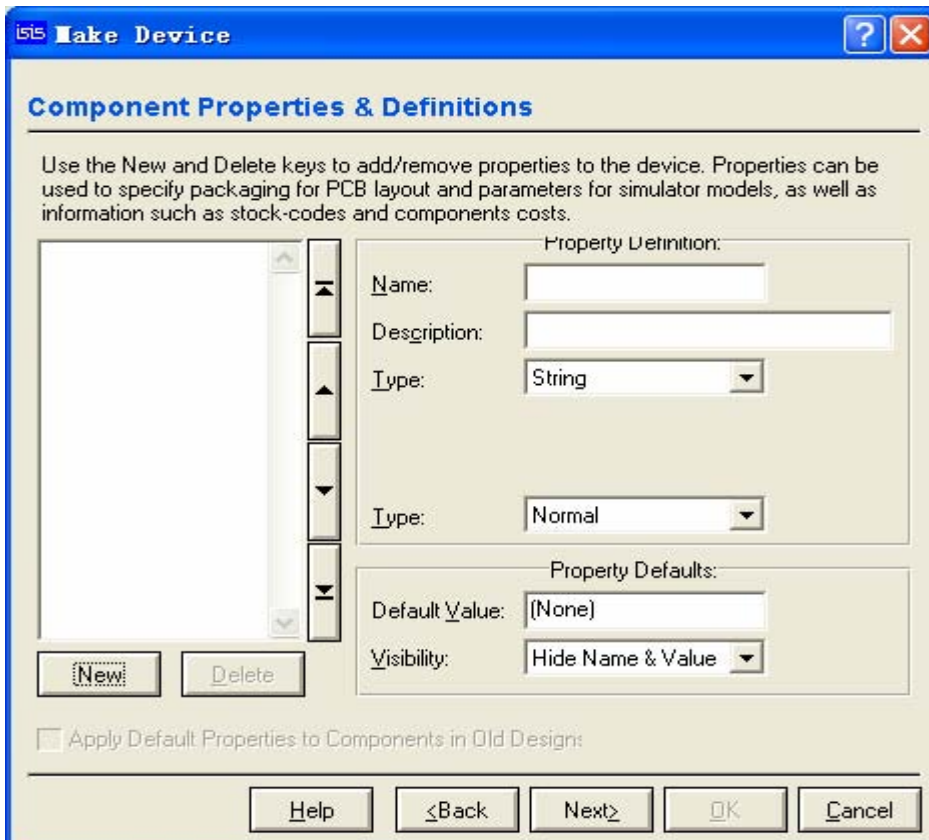 isis Make Device
Component Properties & Definitions
Use the New and Delete keys to add/remove properties to the device. Properties can be
used to specify packaging for PCB layout and parameters for simulator models, as well as
information such as stock-codes and components costs.
Property Definition:
Name:
Description:
Type: String
Type: Normal
Property Defaults:
Default Value: (None)
Visibility: Hide Name & Value
New Delete
Apply Default Properties to Components in Old Designs
Help <Back Next> OK Cancel